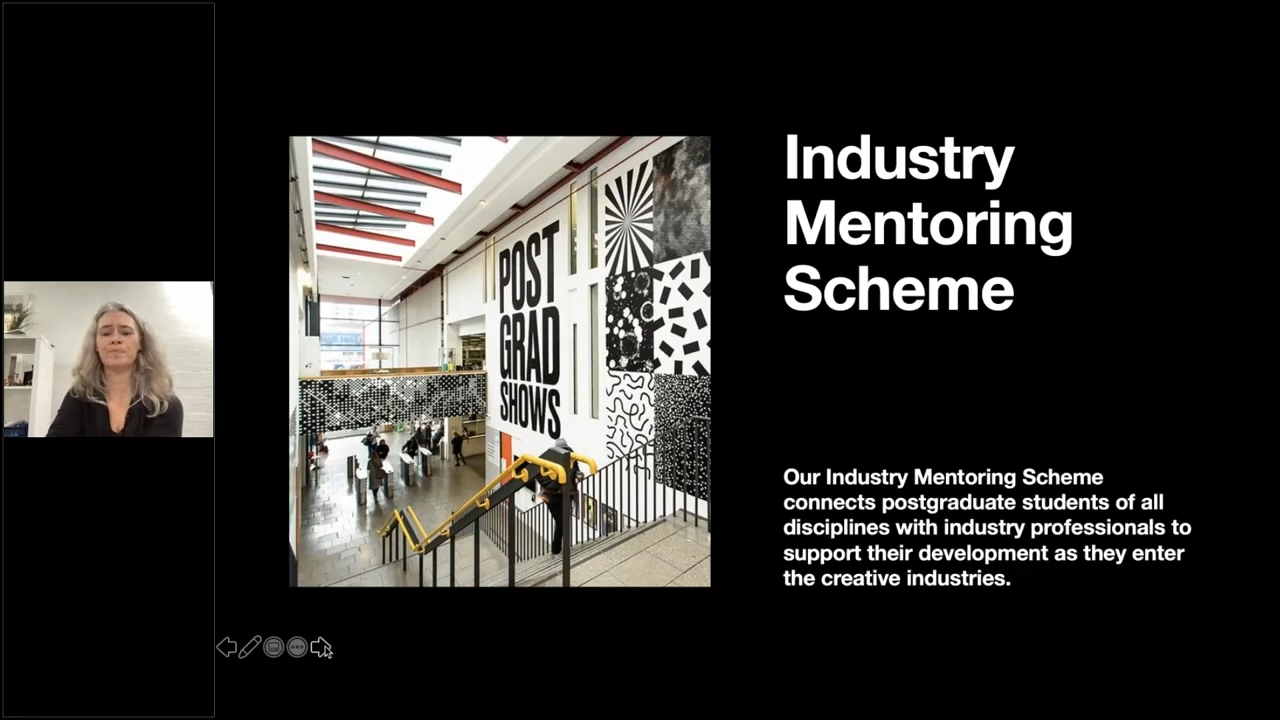 POST
GRAD
SHOWS
Industry
Mentoring
Scheme
Our Industry Mentoring Scheme
connects postgraduate students of all
disciplines with industry professionals to
support their development as they enter
the creative industries.